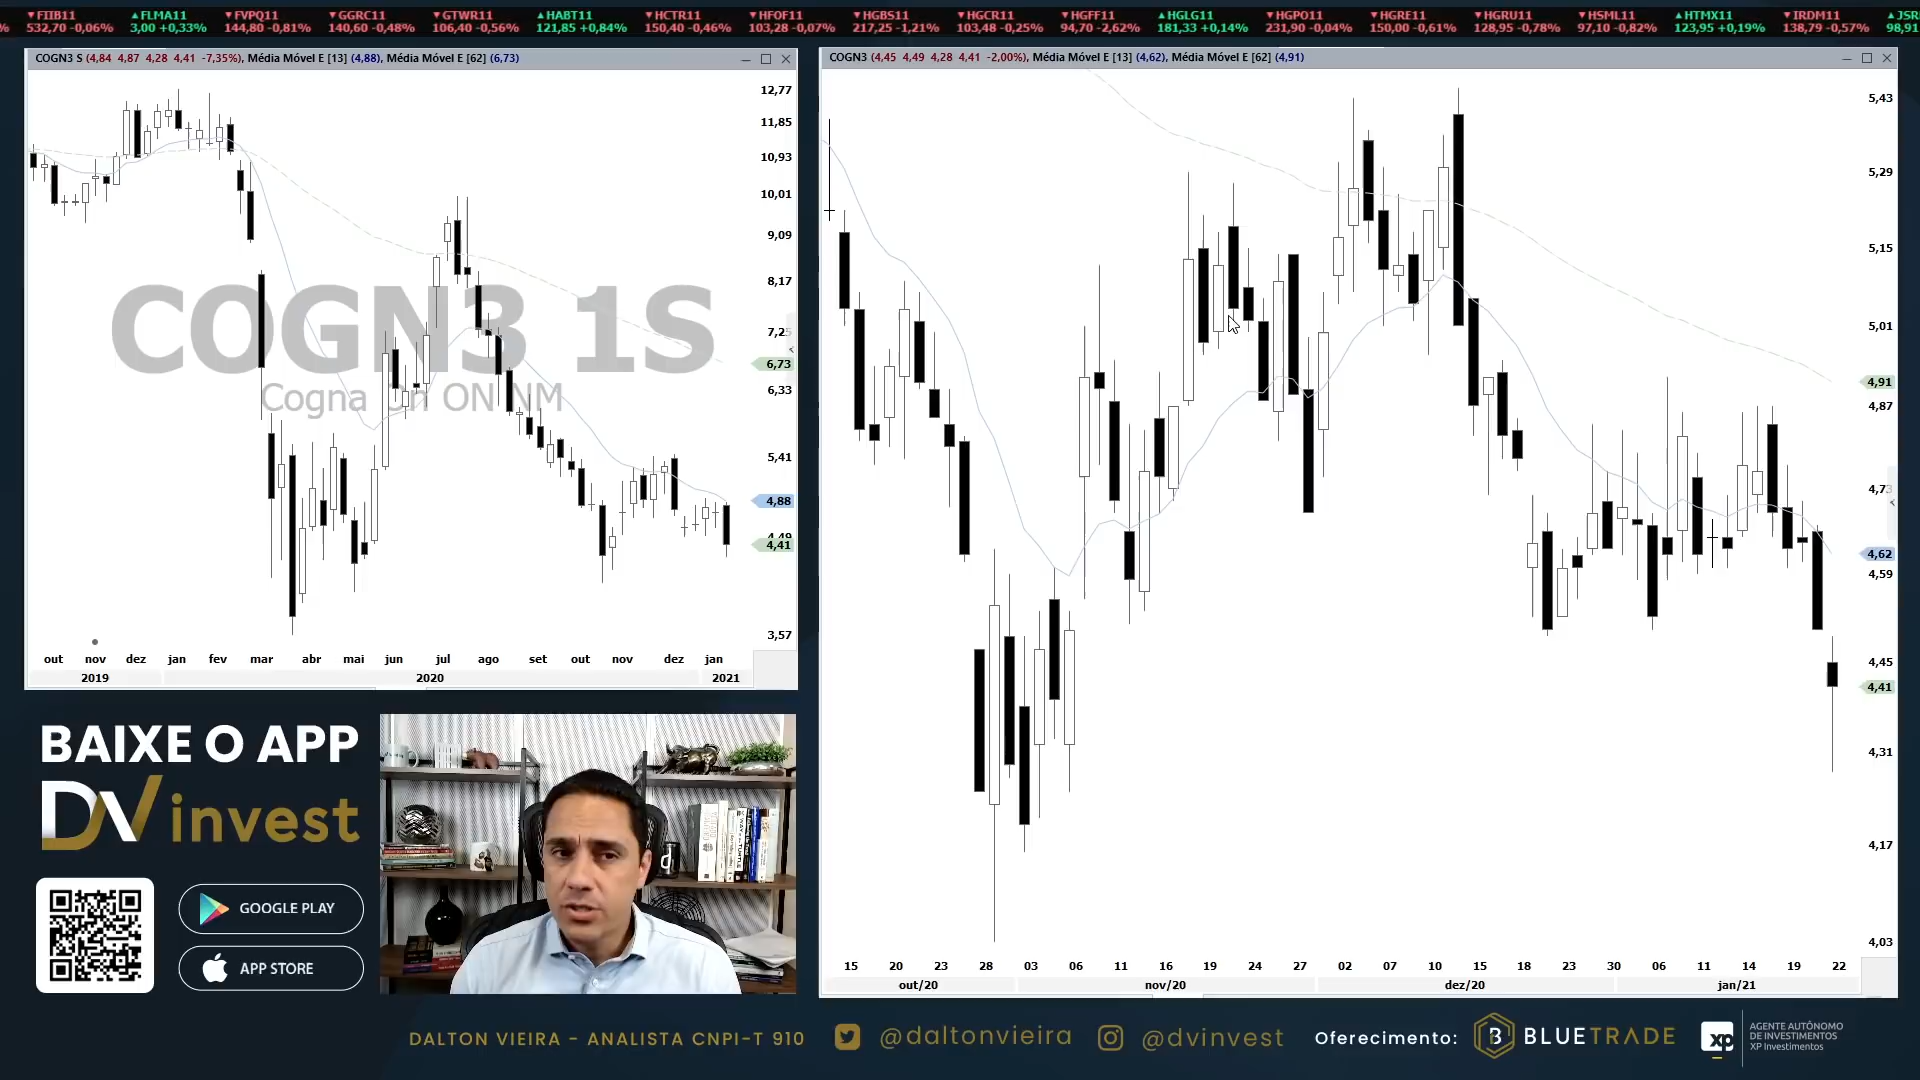 FIIB11 FLMA11 FVPQ11 GGRC11 GTWR11 HABT11 HCTR11 HFOF11 HGBS11 HGCR11 HGFF11 HGLG11 HGPO11 HGRE11 HGRU11 HSML11 HTMX11 IRDM11 JSR
% 532,70 -0,06% 3,00 +0,33% 144,80 -0,81% 140,60 -0,48% 106,40 -0,56% 121,85 +0,84% 150,40 -0,46% 103,28 -0,07% 217,25 -1,21% 103,48 -0,25% 94,70 -2,62% 181,33 +0,14% 231,90 -0,04% 150,00 -0,61% 128,95 -0,78% 97,10 -0,82% 123,95 +0,19% 138,79 -0,57% 98,91
COGN3 S (4,84 4,87 4,28 4,41 -7,35%), Média Móvel E [13] (4,88), Média Móvel E [62] (6,73)
12,77
11,85
10,93
10,01
9,09
8,17
7,25
6,73
6,33
5,41
4,88
4,49
4,41
3,57
COGN3 1S
Cogna On ON NM
out nov dez jan fev mar abr mai jun jul ago set out nov dez jan
2019 2020 2021
COGN3 (4,45 4,49 4,28 4,41 -2,00%), Média Móvel E [13] (4,62), Média Móvel E [62] (4,91)
5,43
5,29
5,15
5,01
4,91
4,87
4,73
4,62
4,59
4,45
4,41
4,31
4,17
4,03
15 20 23 28 03 06 11 16 19 24 27 02 07 10 15 18 23 30 06 11 14 19 22
out/20 nov/20 dez/20 jan/21
BAIXE O APP
DV invest
GOOGLE PLAY
APP STORE
DALTON VIEIRA - ANALISTA CNPI-T 910
@daltonvieira
@dvinvest
Oferecimento:
BLUETRADE
xp
AGENTE AUTÔNOMO
DE INVESTIMENTOS
XP Investimentos